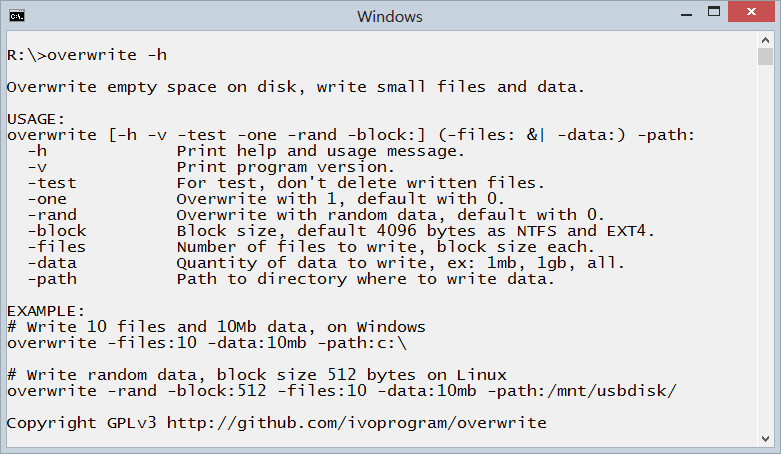 Windows
C:\.
R:\>overwrite -h
Overwrite empty space on disk, write small files and data.
USAGE:
overwrite [-h -v -test -one -rand -block:] (-files: &| -data:) -path:
-h Print help and usage message.
-v Print program version.
-test For test, don't delete written files.
-one Overwrite with 1, default with 0.
-rand Overwrite with random data, default with 0.
-block Block size, default 4096 bytes as NTFS and EXT4.
-files Number of files to write, block size each.
-data Quantity of data to write, ex: 1mb, 1gb, all.
-path Path to directory where to write data.
EXAMPLE:
# Write 10 files and 10Mb data, on Windows
overwrite -files:10 -data:10mb -path:c:\
# Write random data, block size 512 bytes on Linux
overwrite -rand -block:512 -files:10 -data:10mb -path:/mnt/usbdisk/
Copyright GPLv3 http://github.com/ivoprogram/overwrite